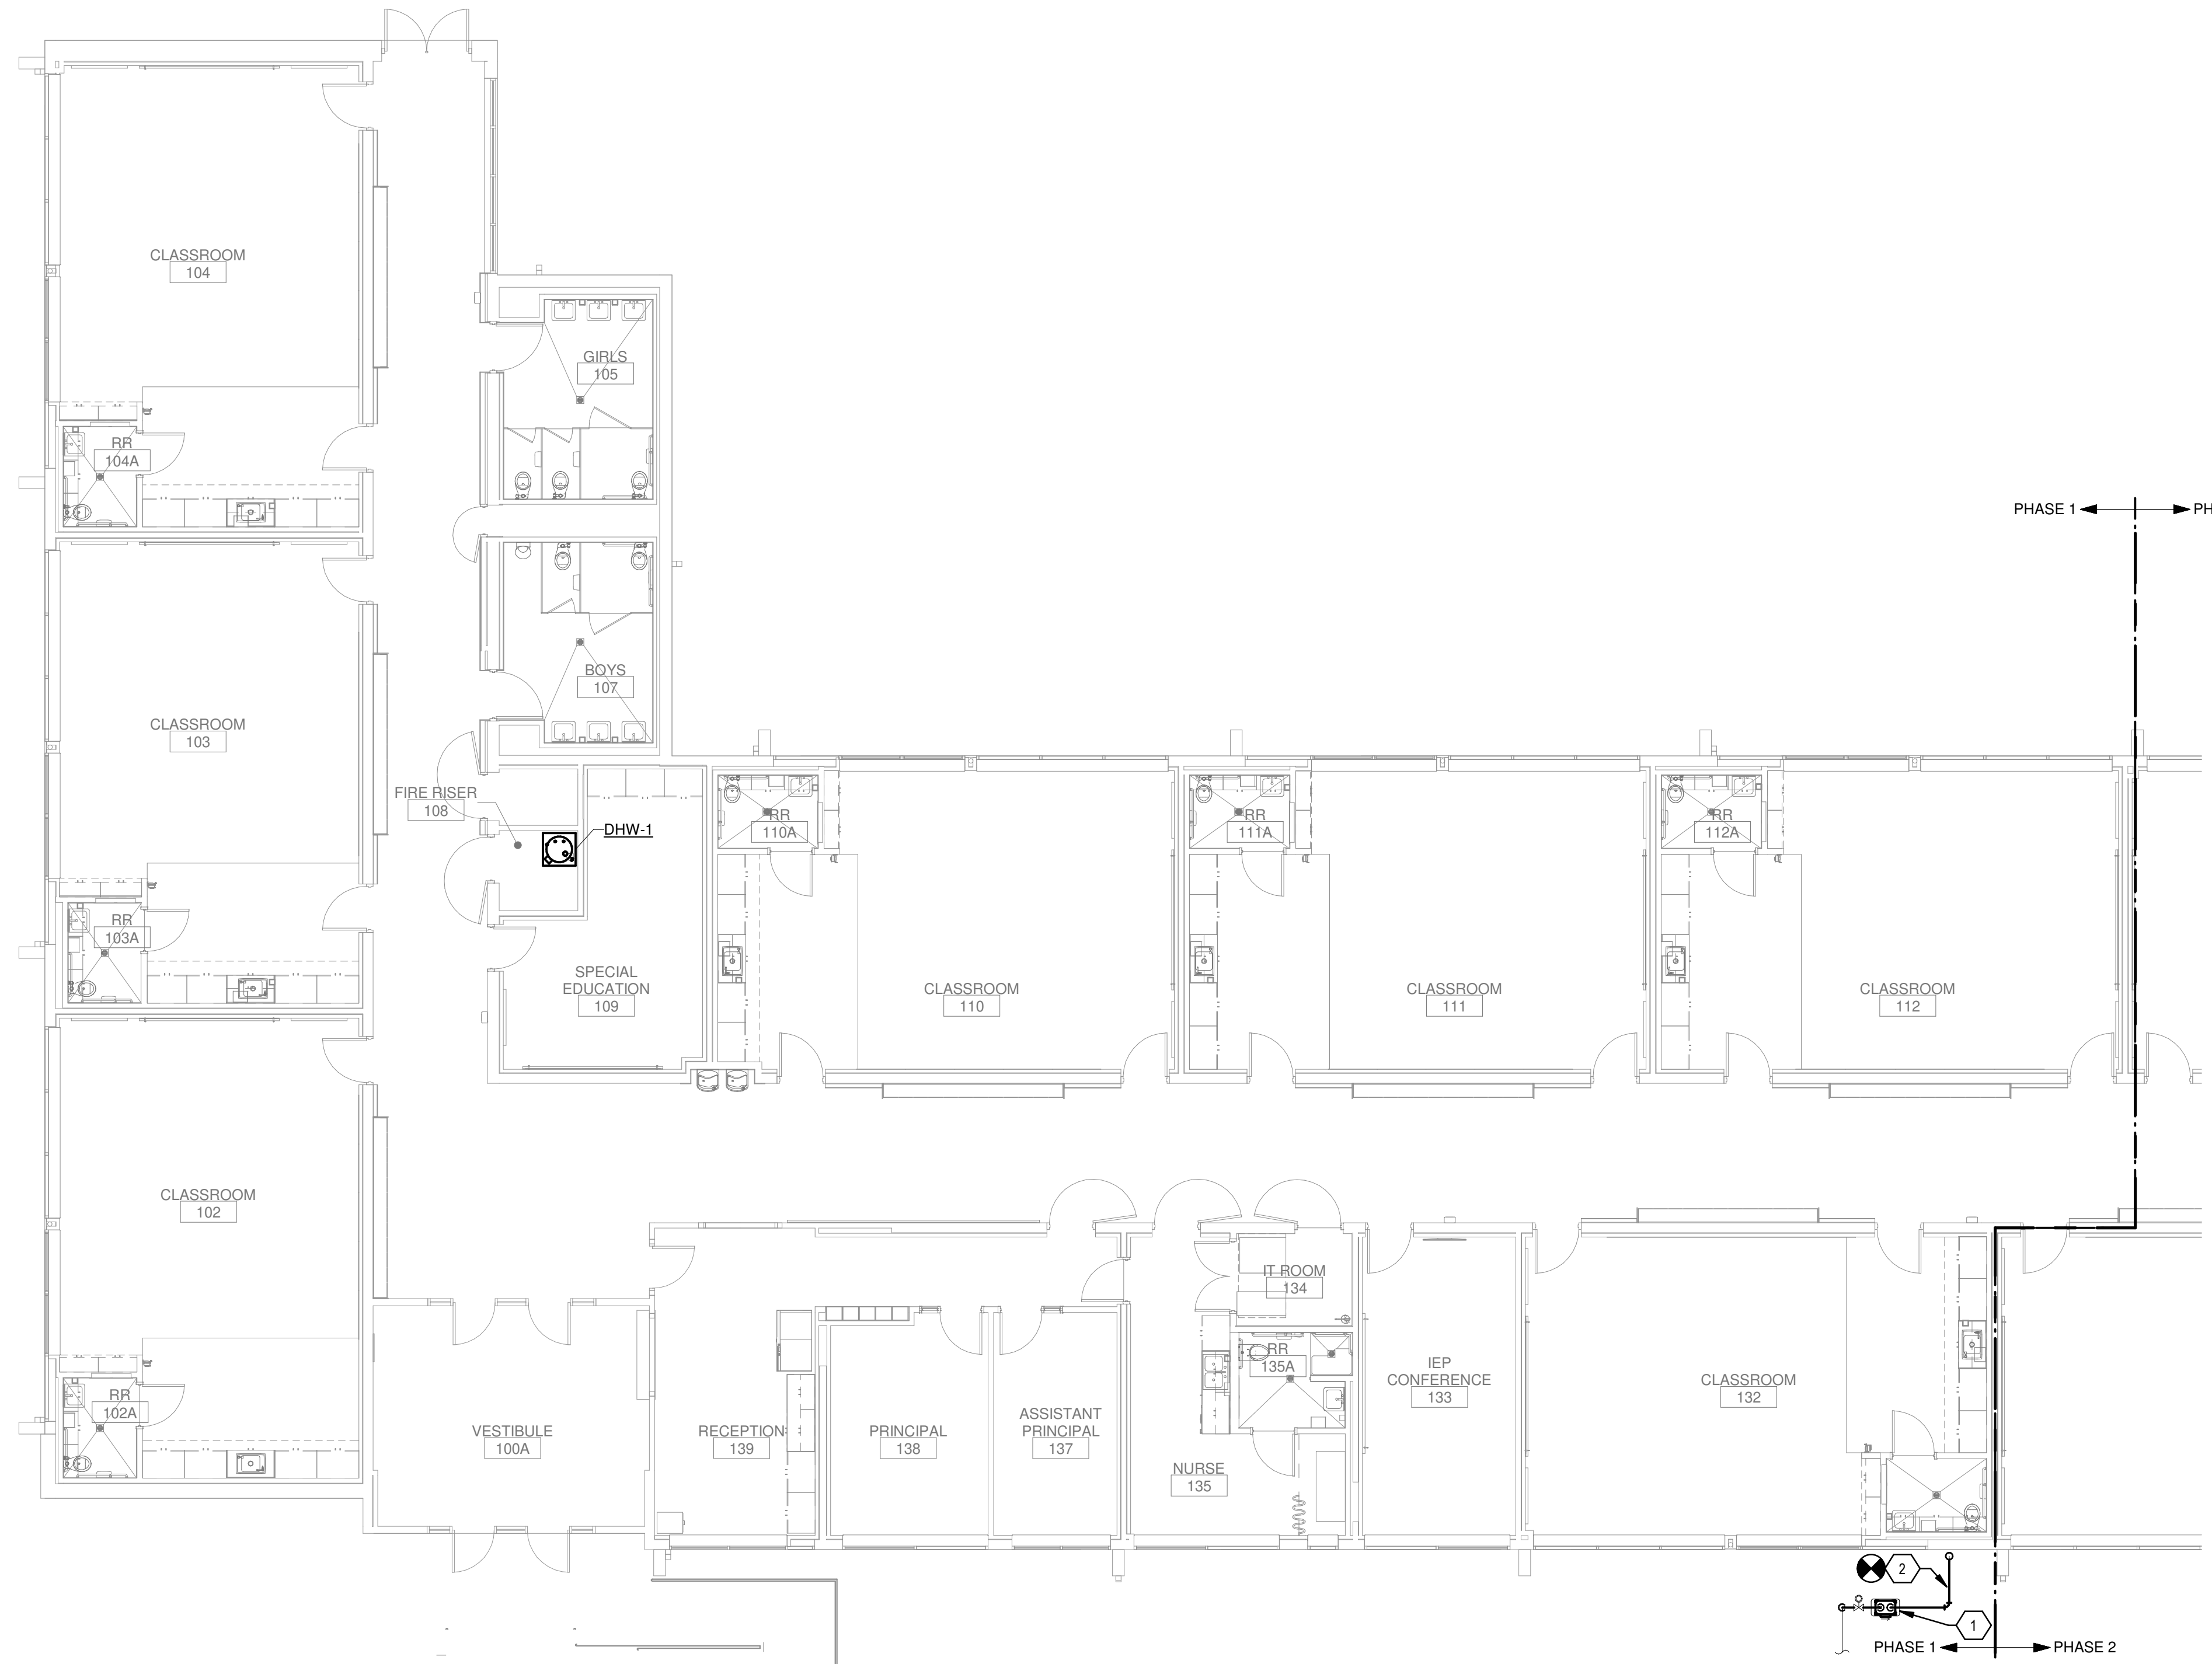 CLASSROOM
104
GIRLS
105
RR
104A
PHASE 1
PH
BOYS
107
CLASSROOM
103
FIRE RISER
108
DHW-1
RR
110A
RR
111A
RR
112A
RR
103A
SPECIAL
EDUCATION
109
CLASSROOM
110
CLASSROOM
111
CLASSROOM
112
CLASSROOM
102
IT ROOM
134
RR
135A
IEP
CONFERENCE
133
CLASSROOM
132
RR
102A
VESTIBULE
100A
RECEPTION
139
PRINCIPAL
138
ASSISTANT
PRINCIPAL
137
NURSE
135
2
1
PHASE 1
PHASE 2